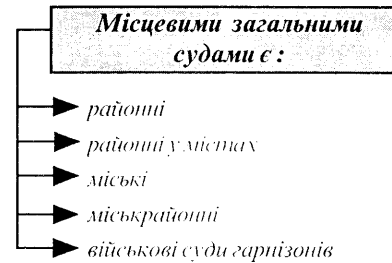 Місцевими загальними
судами є :
районні
районні у містах
міські
міськрайонні
військові суди гарнізонів